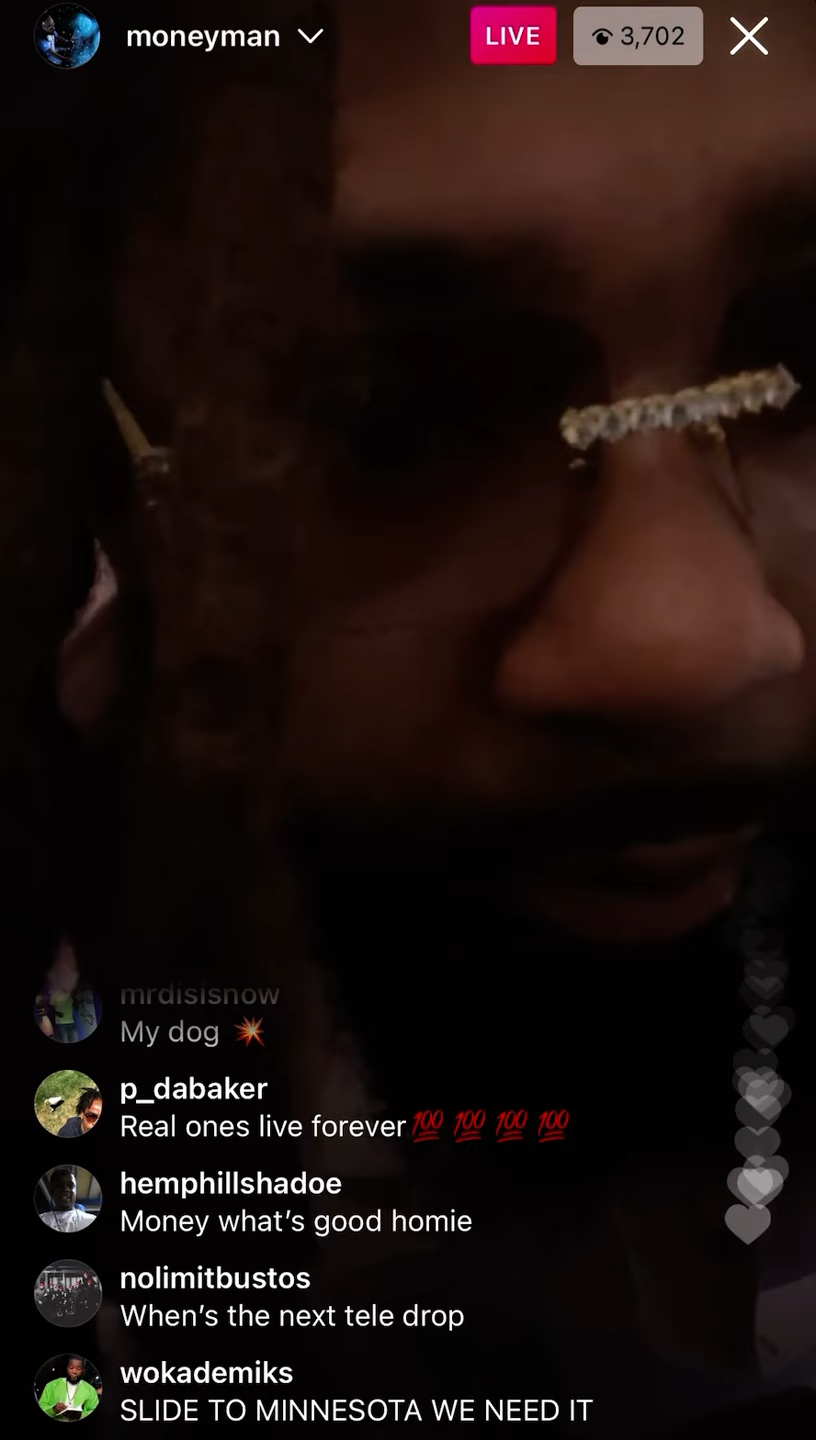 moneyman
LIVE
3,702
mrdisisnow
My dog 💥
p_dabaker
Real ones live forever💯 💯 💯 💯
hemphillshadoe
Money what's good homie
nolimitbustos
When's the next tele drop
wokademiks
SLIDE TO MINNESOTA WE NEED IT